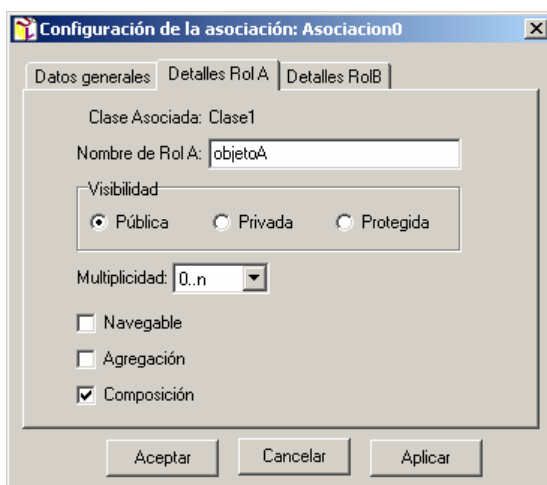 Configuración de la asociación: Asociacion0
Datos generales Detalles Rol A Detalles RolB
Clase Asociada: Clase1
Nombre de Rol A: objetoA
Visibilidad
Pública Privada Protegida
Multiplicidad: 0..n
Navegable
Agregación
Composición
Aceptar Cancelar Aplicar